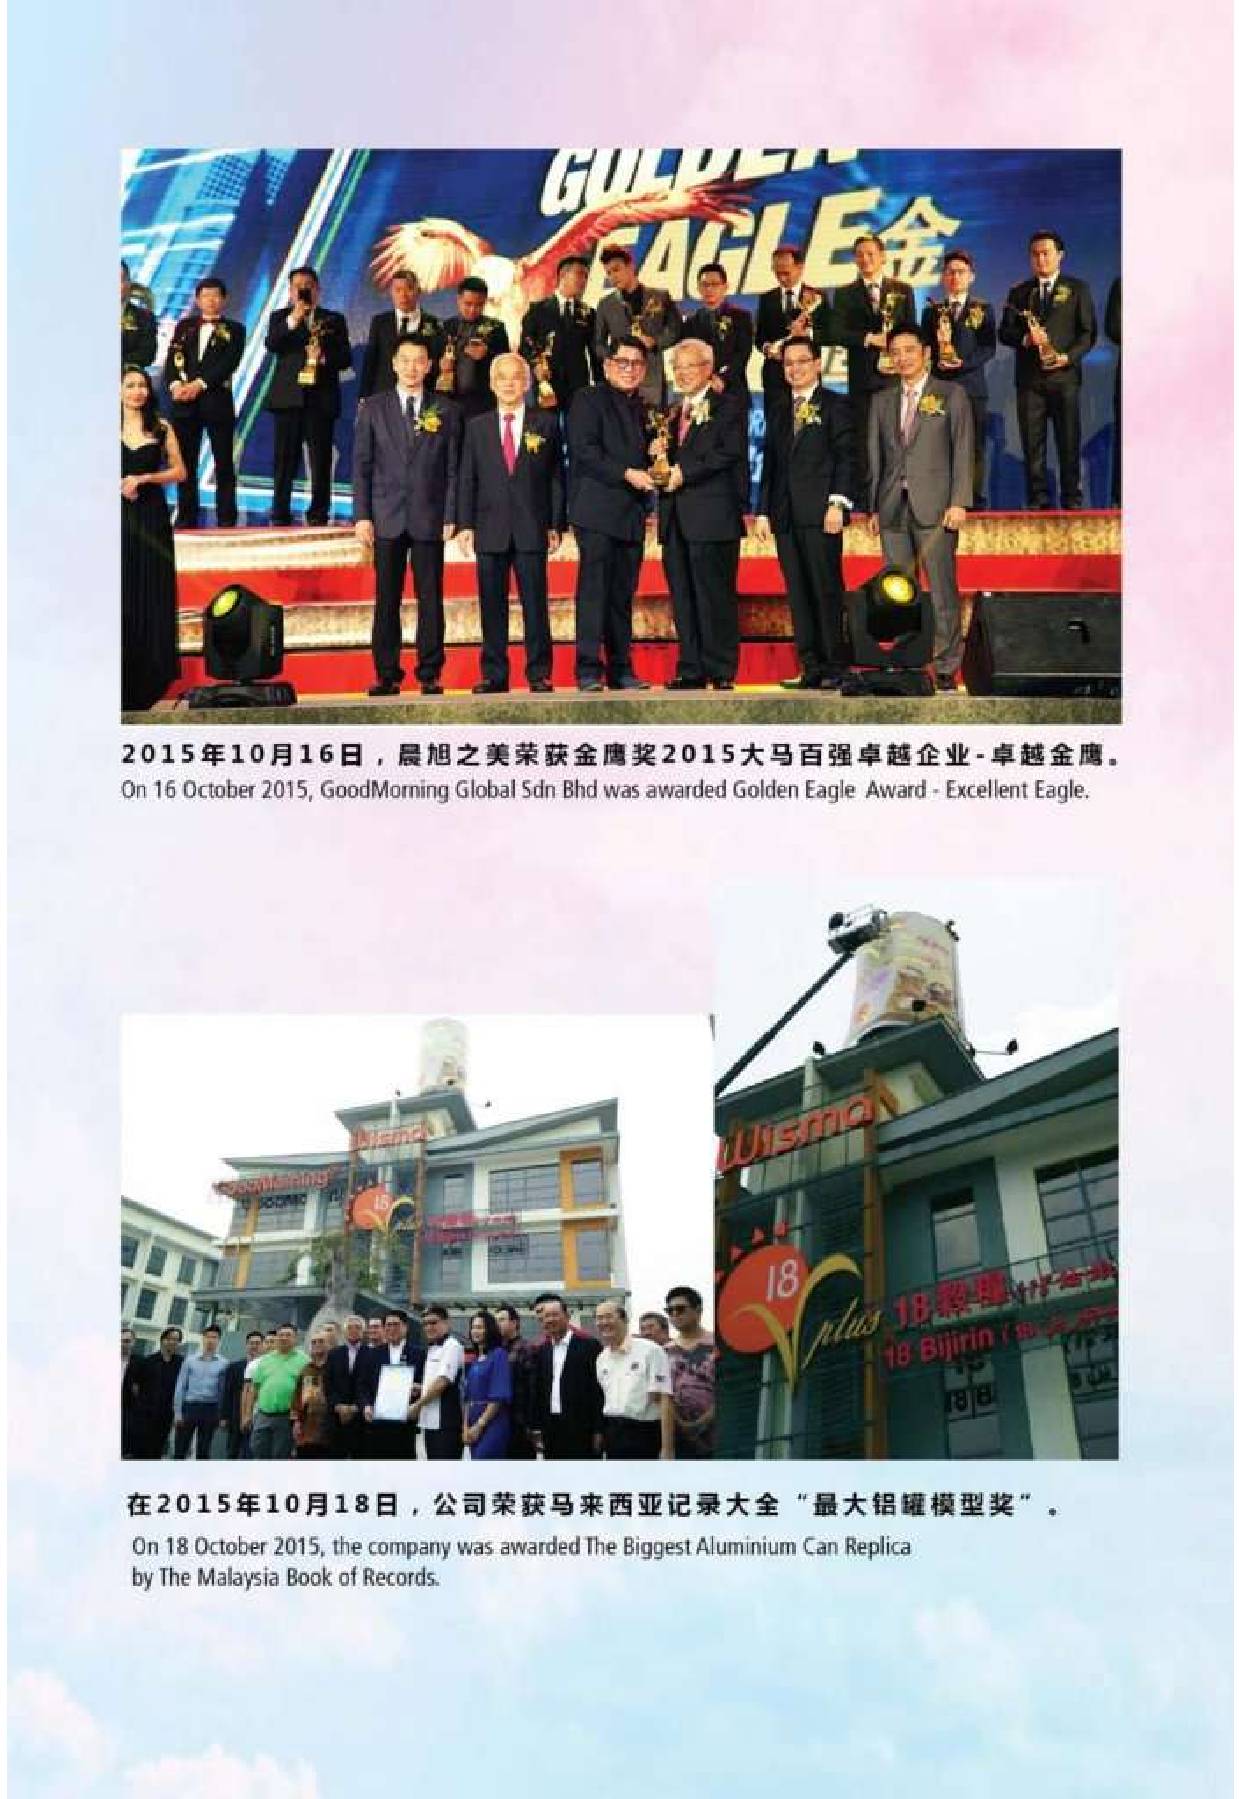 GOLDEN
EAGLE金
2015年10月16日，晨旭之美荣获金鹰奖2015大马百强卓越企业-卓越金鹰。
On 16 October 2015, GoodMorning Global Sdn Bhd was awarded Golden Eagle Award - Excellent Eagle.
Wisma
GoodMorning
18
Vplus
Wisma
18
Vplus
18穀糧
18 Bijirin
在2015年10月18日，公司荣获马来西亚记录大全“最大铝罐模型奖”。
On 18 October 2015, the company was awarded The Biggest Aluminium Can Replica
by The Malaysia Book of Records.